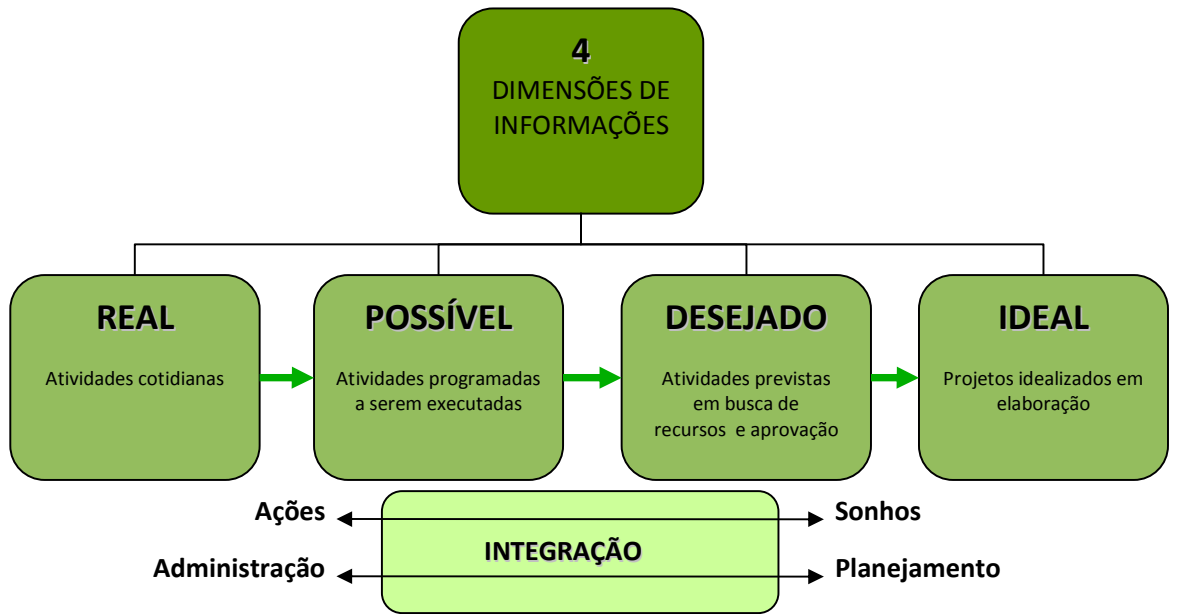 4
DIMENSÕES DE
INFORMAÇÕES
REAL
Atividades cotidianas
POSSÍVEL
Atividades programadas
a serem executadas
DESEJADO
Atividades previstas
em busca de
recursos e aprovação
IDEAL
Projetos idealizados em
elaboração
Ações
Sonhos
INTEGRAÇÃO
Administração
Planejamento